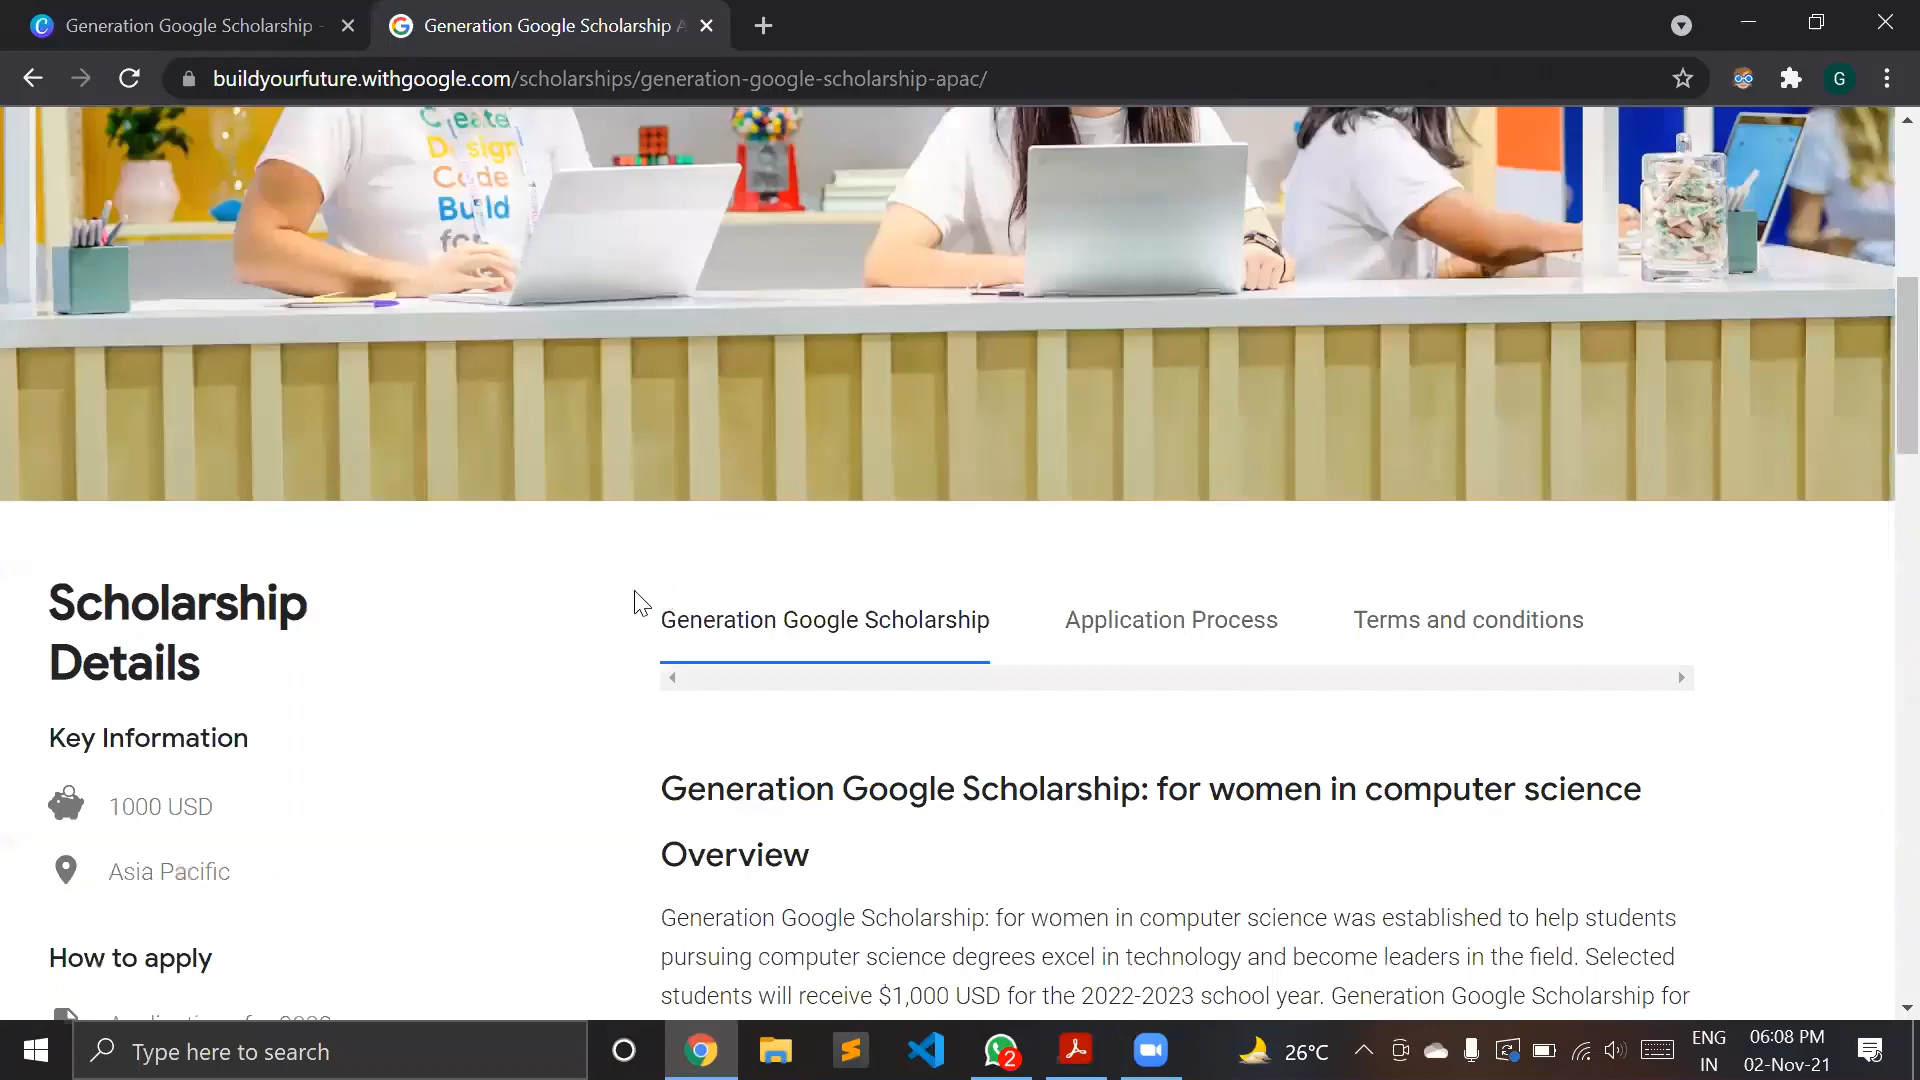 Generation Google Scholarship -
Generation Google Scholarship A
buildyourfuture.withgoogle.com/scholarships/generation-google-scholarship-apac/
G
Create
Design
Code
Build
for
Scholarship
Details
Key Information
1000 USD
Asia Pacific
How to apply
Generation Google Scholarship
Application Process
Terms and conditions
Generation Google Scholarship: for women in computer science
Overview
Generation Google Scholarship: for women in computer science was established to help students
pursuing computer science degrees excel in technology and become leaders in the field. Selected
students will receive $1,000 USD for the 2022-2023 school year. Generation Google Scholarship for
Type here to search
2
26°C
ENG
IN
06:08 PM
02-Nov-21